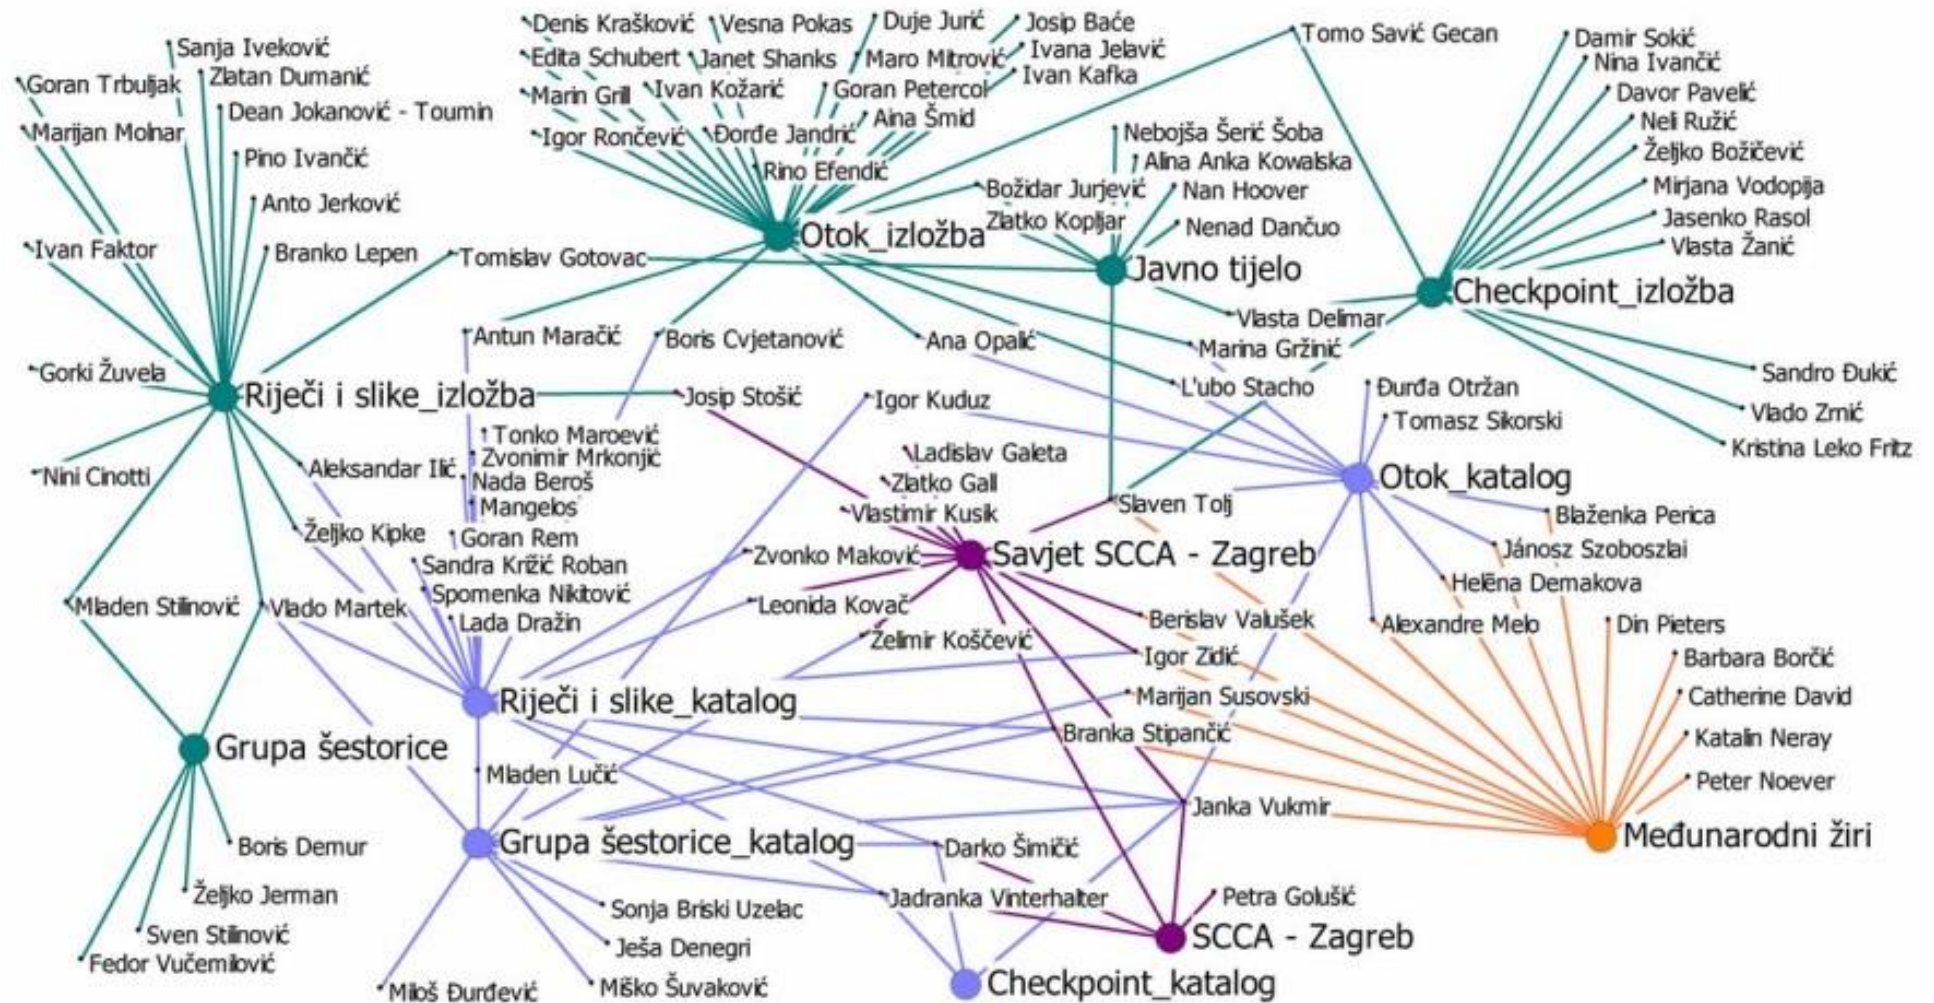 Denis Krašković
Vesna Pokas
Duje Jurić
Josip Baće
Tomo Savić Gecan
Damir Sokić
Sanja Iveković
Edita Schubert
Janet Shanks
Maro Mitrović
Ivana Jelavić
Nina Ivančić
Goran Trbuljak
Zlatan Dumanić
Marin Grill
Ivan Kožarić
Goran Petercol
Ivan Kafka
Davor Pavelić
Dean Jokanović - Toumin
Aina Šmid
Neli Ružić
Marijan Molnar
Igor Rončević
Đorđe Jandrić
Nebojša Šerić Šoba
Željko Božičević
Pino Ivančić
Rino Efendić
Alina Anka Kowalska
Božidar Jurjević
Nan Hoover
Mirjana Vodopija
Anto Jerković
Zlatko Kopljar
Nenad Dančuo
Jasenko Rasol
Otok_izložba
Ivan Faktor
Branko Lepen
Tomislav Gotovac
Javno tijelo
Vlasta Žanić
Checkpoint_izložba
Antun Maračić
Boris Cvjetanović
Ana Opalić
Vlasta Delimar
Marina Gržinić
Gorki Žuvela
Riječi i slike_izložba
Josip Stošić
Igor Kuduz
L'ubo Stacho
Đurđa Otržan
Sandro Đukić
Tomasz Sikorski
Vlado Zrnić
Tonko Maroević
Zvonimir Mrkonjić
Ladislav Galeta
Kristina Leko Fritz
Nini Cinotti
Aleksandar Ilić
Nada Beroš
Zlatko Gall
Otok_katalog
Mangelos
Vlastimir Kusik
Slaven Tolj
Blaženka Perica
Željko Kipke
Goran Rem
Zvonko Maković
Savjet SCCA - Zagreb
Jánosz Szoboszlai
Sandra Križić Roban
Helēna Demakova
Spomenka Nikitović
Mladen Stilinović
Vlado Martek
Lada Dražin
Leonida Kovač
Berislav Valušek
Alexandre Melo
Din Pieters
Želimir Koščević
Igor Zidić
Barbara Borčić
Riječi i slike_katalog
Marijan Susovski
Catherine David
Branka Stipančić
Katalin Neray
Grupa šestorice
Mladen Lučić
Peter Noever
Janka Vukmir
Međunarodni žiri
Boris Demur
Grupa šestorice_katalog
Darko Šimičić
Željko Jerman
Sonja Briski Uzelac
Jadranka Vinterhalter
Petra Golušić
Sven Stilinović
Ješa Denegri
SCCA - Zagreb
Fedor Vučemilović
Miloš Đurđević
Miško Šuvaković
Checkpoint_katalog